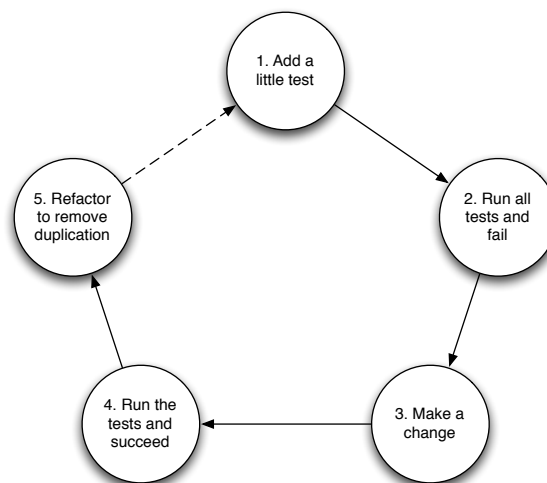 1. Add a
little test
2. Run all
tests and
fail
3. Make a
change
4. Run the
tests and
succeed
5. Refactor
to remove
duplication